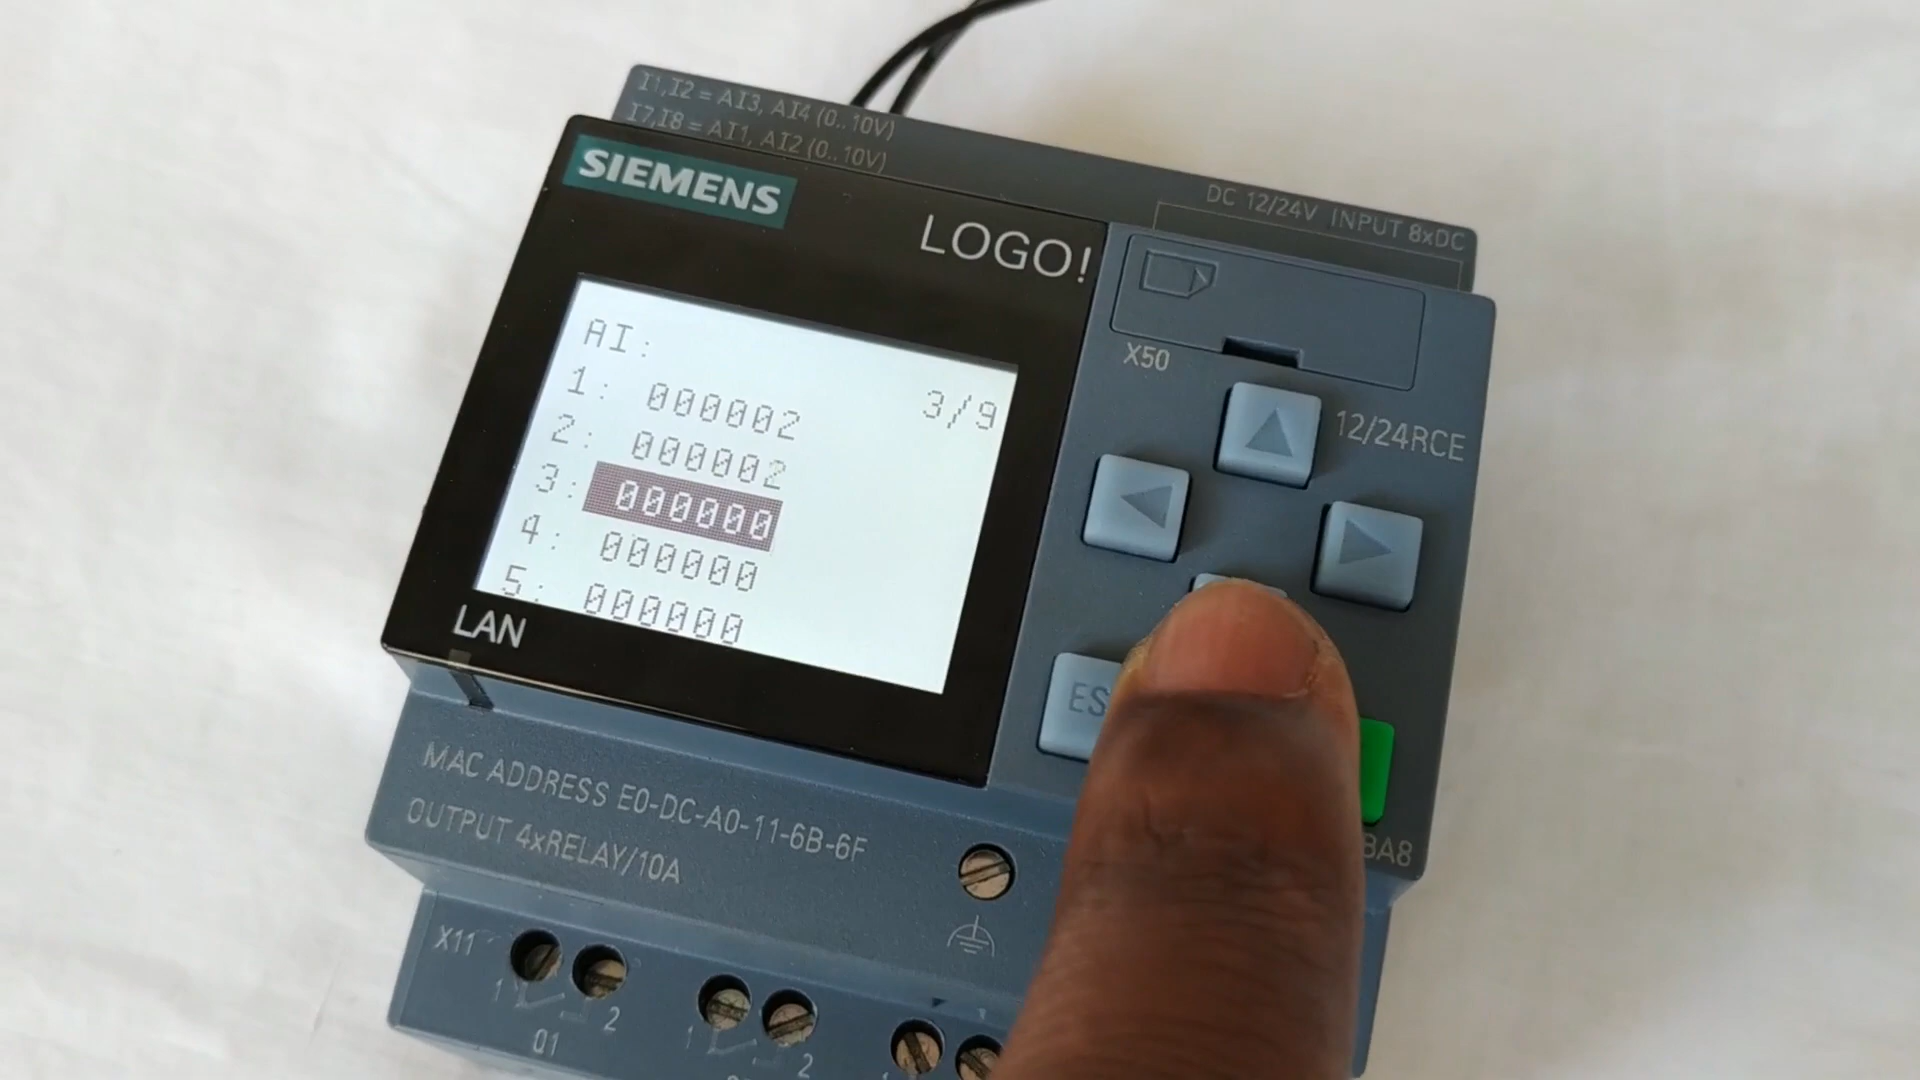 I1,I2 = AI3, AI4 (0..10V)
I7,I8 = AI1, AI2 (0..10V)
DC 12/24V INPUT 8xDC
SIEMENS
LOGO!
X50
12/24RCE
AI:
1: 000002 3/9
2: 000002
3: 000000
4: 000000
5: 000000
LAN
ES
BA8
MAC ADDRESS E0-DC-A0-11-6B-6F
OUTPUT 4xRELAY/10A
X11
1 2 1 2 1
Q1